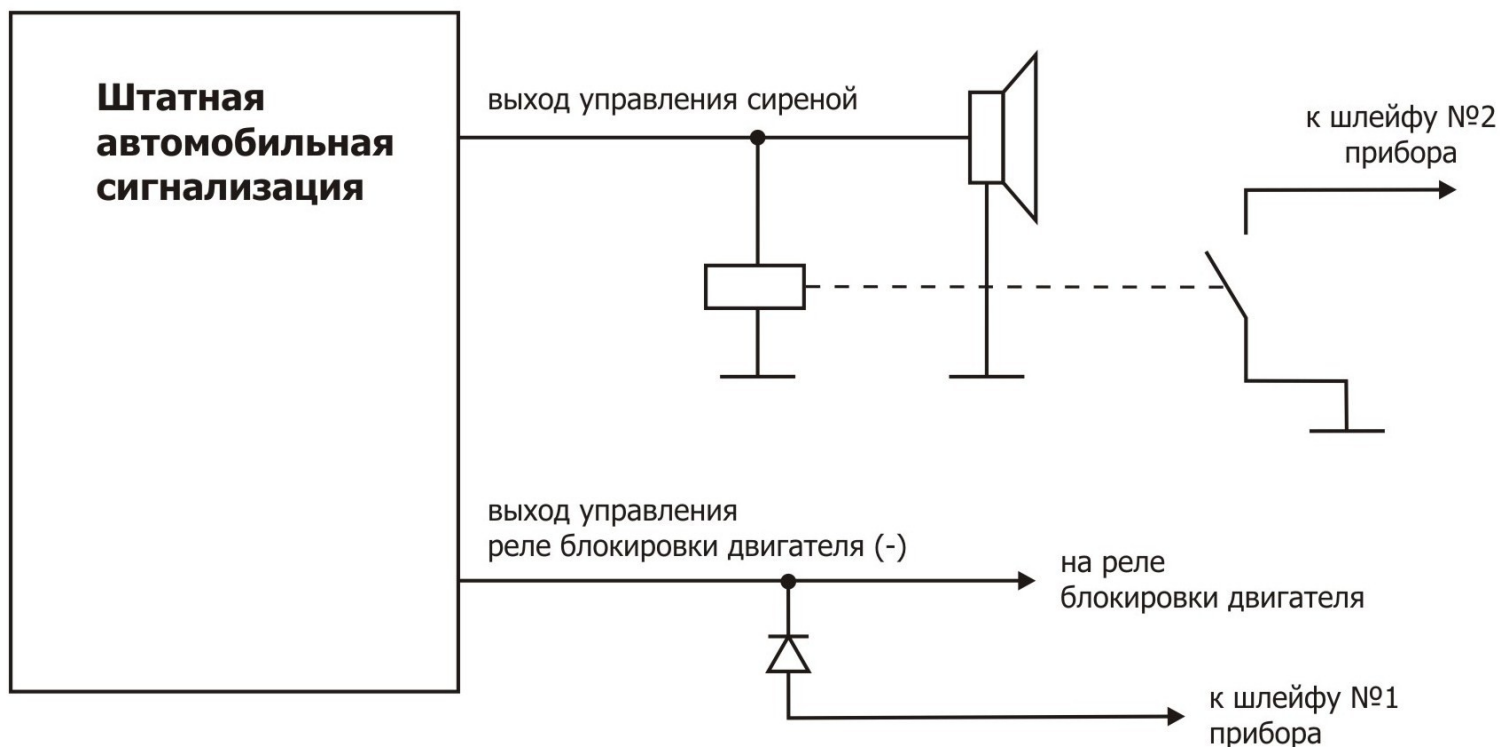 Штатная
автомобильная
сигнализация
выход управления сиреной
к шлейфу №2
прибора
выход управления
реле блокировки двигателя (-)
на реле
блокировки двигателя
к шлейфу №1
прибора